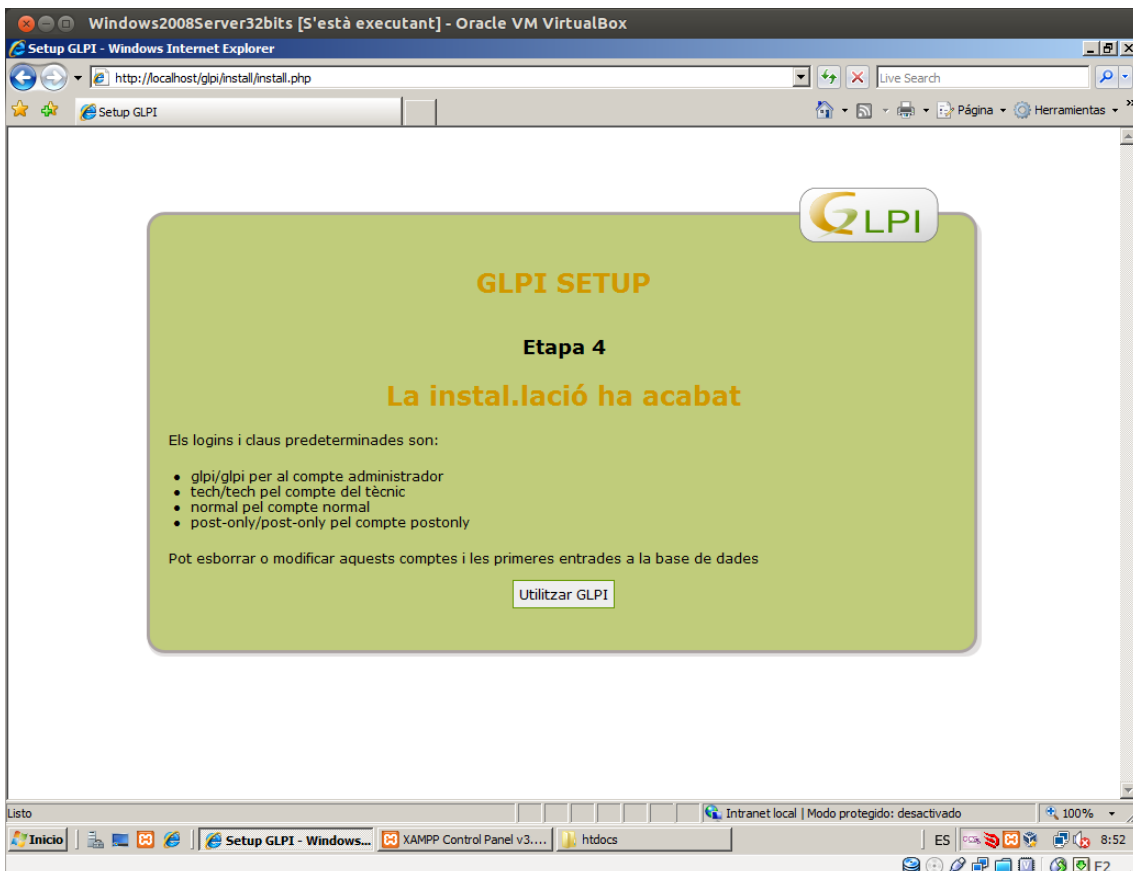 Windows2008Server32bits [S'està executant] - Oracle VM VirtualBox
Setup GLPI - Windows Internet Explorer
http://localhost/glpi/install/install.php
Live Search
Setup GLPI
Página
Herramientas
GLPI
GLPI SETUP
Etapa 4
La instal.lació ha acabat
Els logins i claus predeterminades son:
glpi/glpi per al compte administrador
tech/tech pel compte del tècnic
normal pel compte normal
post-only/post-only pel compte postonly
Pot esborrar o modificar aquests comptes i les primeres entrades a la base de dades
Utilitzar GLPI
Listo
Intranet local | Modo protegido: desactivado
100%
Inicio
Setup GLPI - Windows...
XAMPP Control Panel v3....
htdocs
ES
8:52